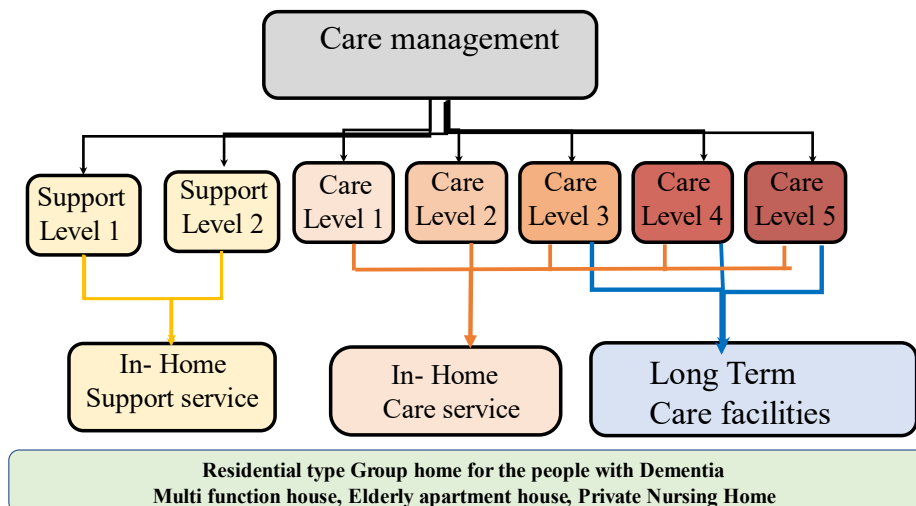 Care management
Support
Level 1
Support
Level 2
Care
Level 1
Care
Level 2
Care
Level 3
Care
Level 4
Care
Level 5
In- Home
Support service
In- Home
Care service
Long Term
Care facilities
Residential type Group home for the people with Dementia
Multi function house, Elderly apartment house, Private Nursing Home